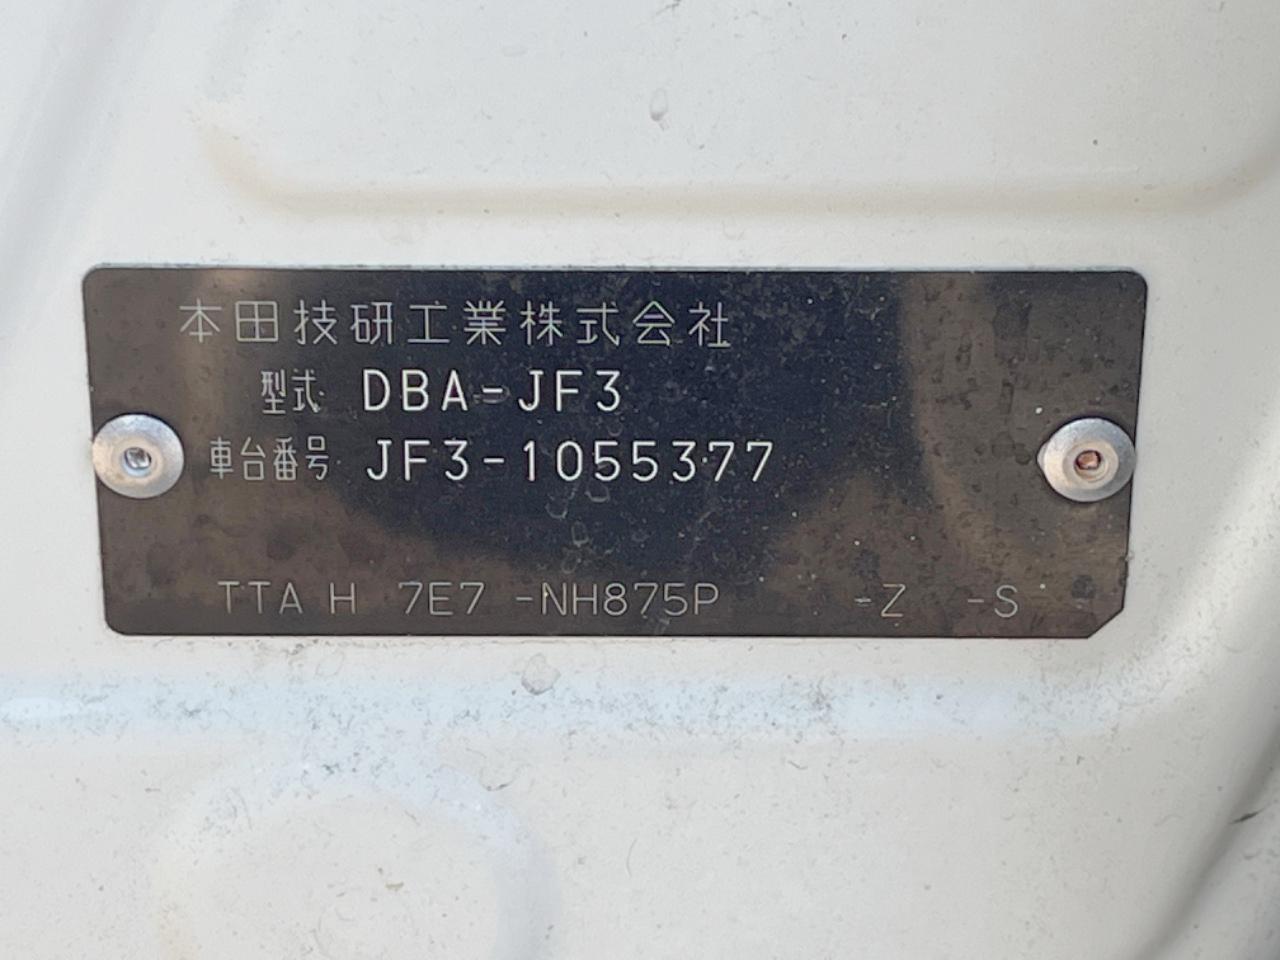 本田技研工業株式会社
型式 DBA-JF3
車台番号 JF3-1055377
TTA H 7E7 -NH875P -Z -S